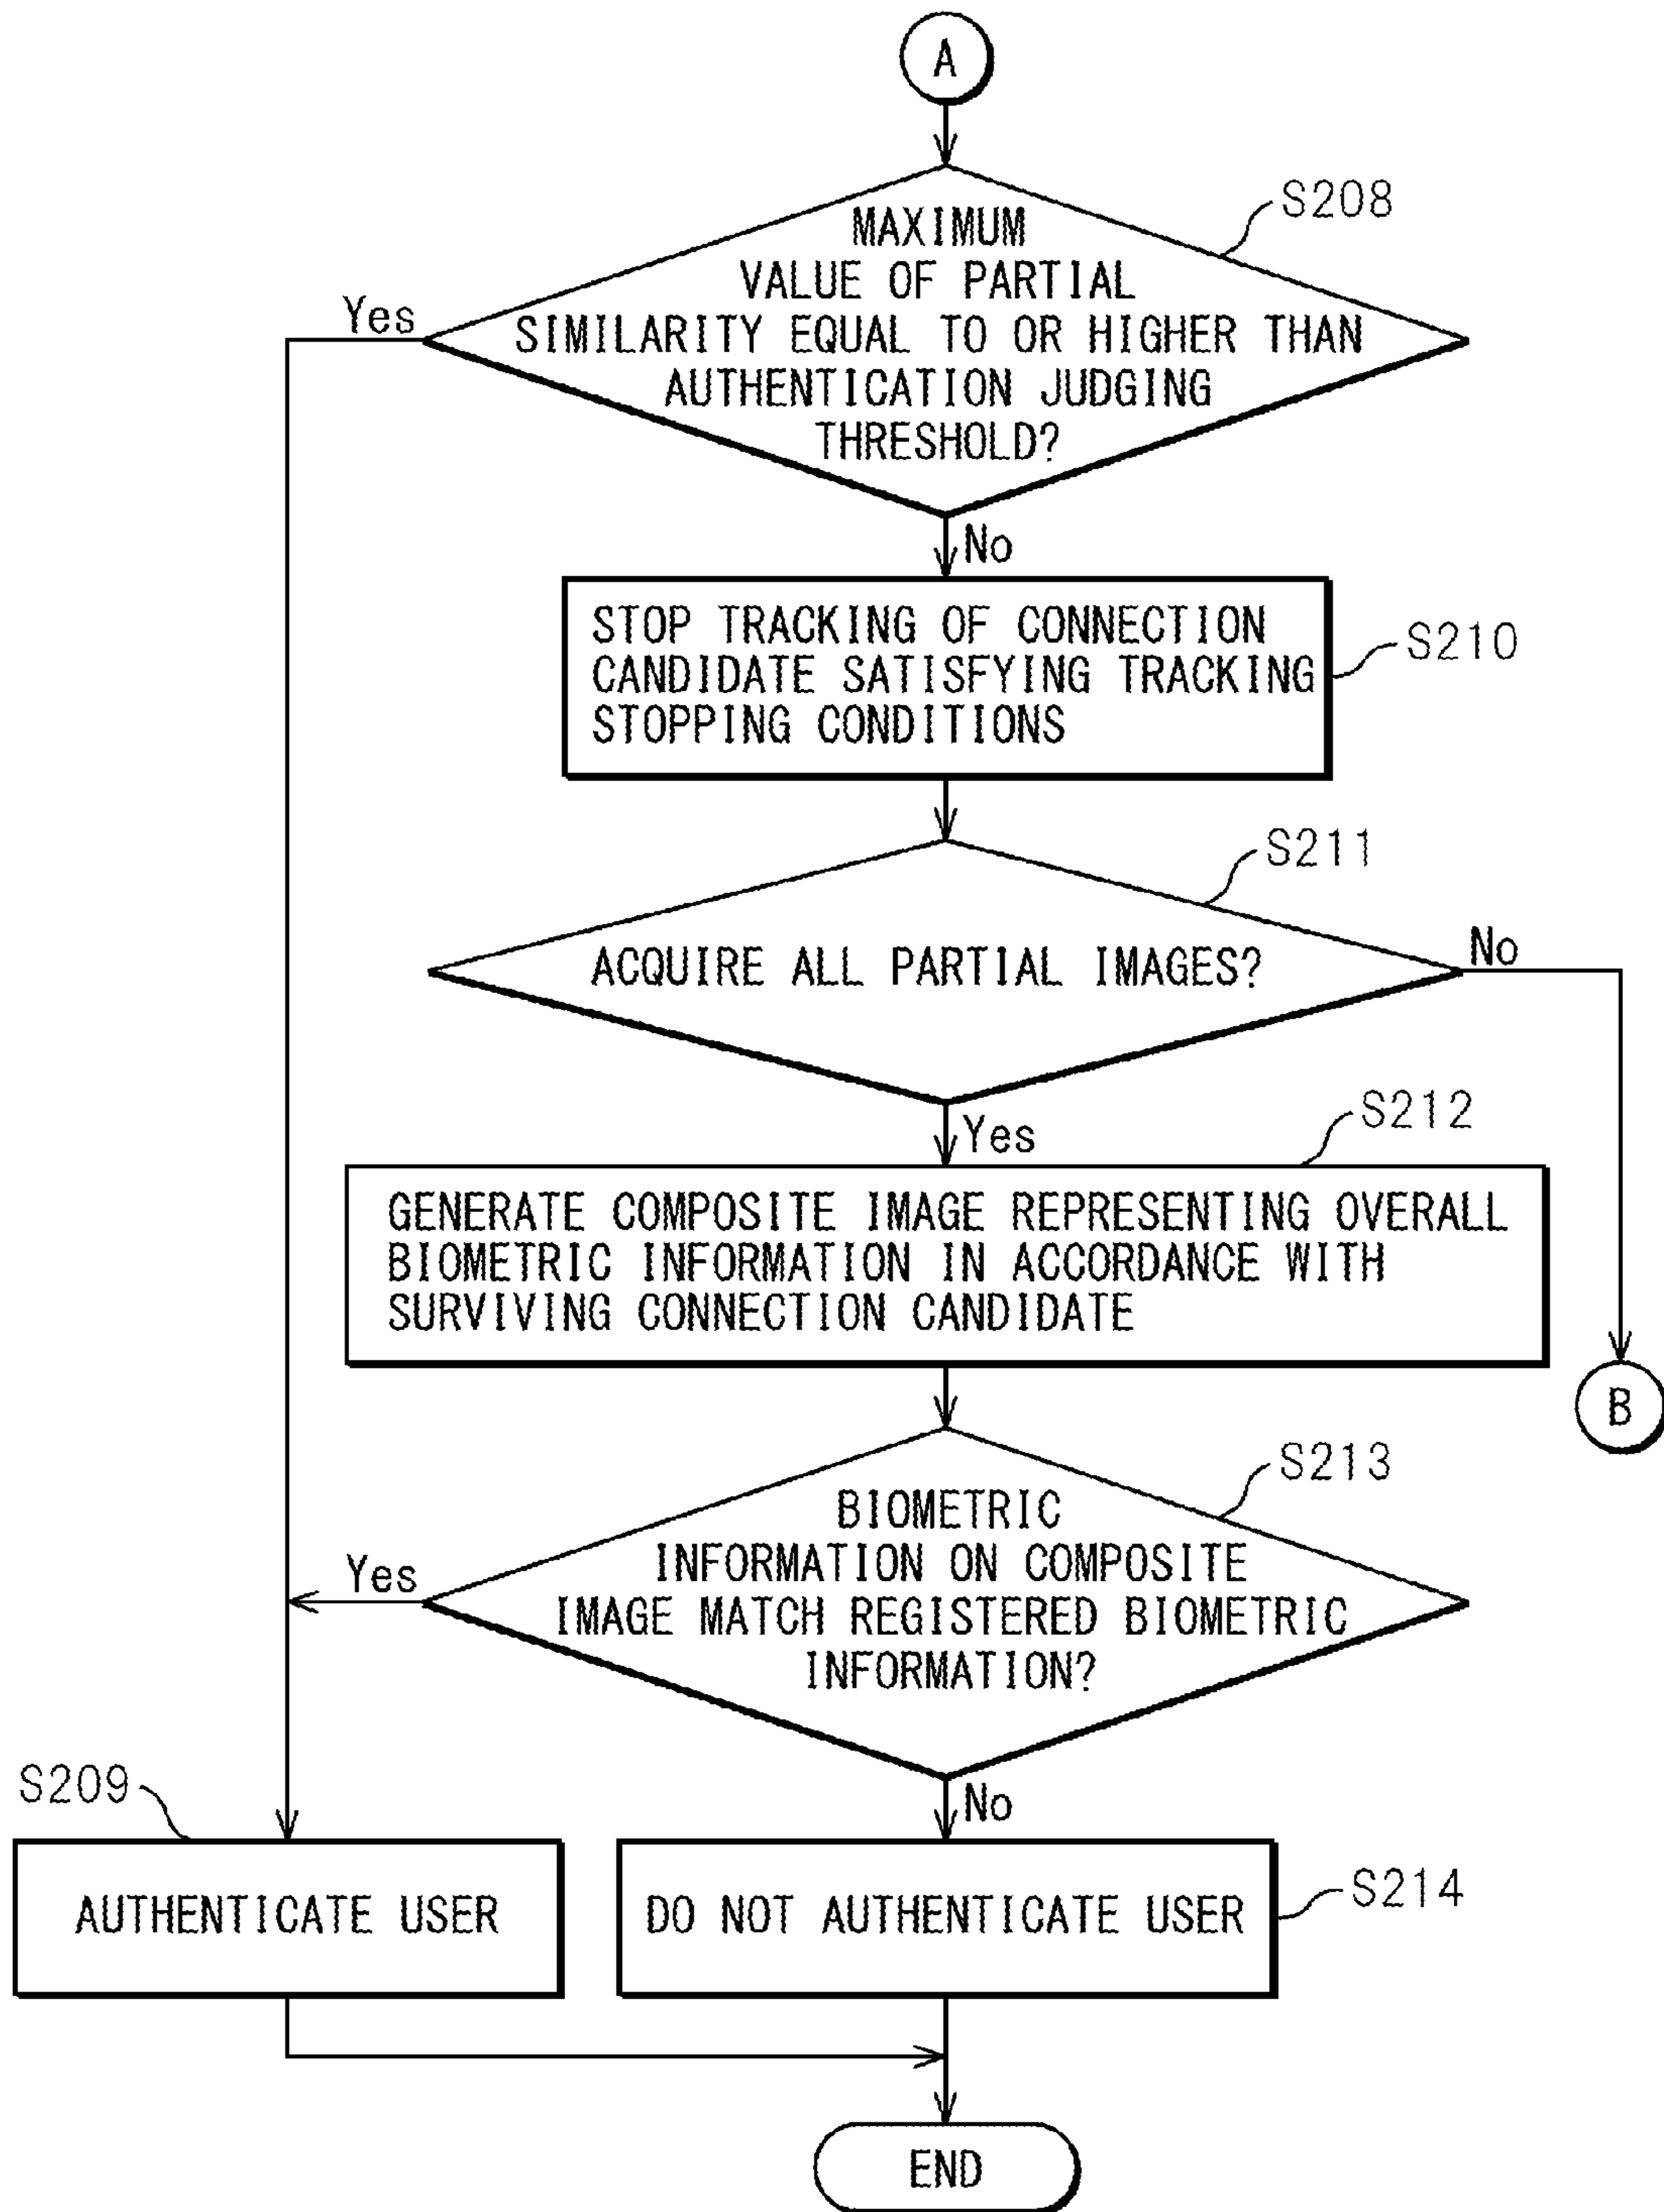 A
S208
MAXIMUM
VALUE OF PARTIAL
SIMILARITY EQUAL TO OR HIGHER THAN
AUTHENTICATION JUDGING
THRESHOLD?
Yes
No
STOP TRACKING OF CONNECTION
CANDIDATE SATISFYING TRACKING
STOPPING CONDITIONS
S210
S211
ACQUIRE ALL PARTIAL IMAGES?
No
Yes
S212
GENERATE COMPOSITE IMAGE REPRESENTING OVERALL
BIOMETRIC INFORMATION IN ACCORDANCE WITH
SURVIVING CONNECTION CANDIDATE
B
S213
BIOMETRIC
INFORMATION ON COMPOSITE
IMAGE MATCH REGISTERED BIOMETRIC
INFORMATION?
Yes
No
S209
AUTHENTICATE USER
DO NOT AUTHENTICATE USER
S214
END